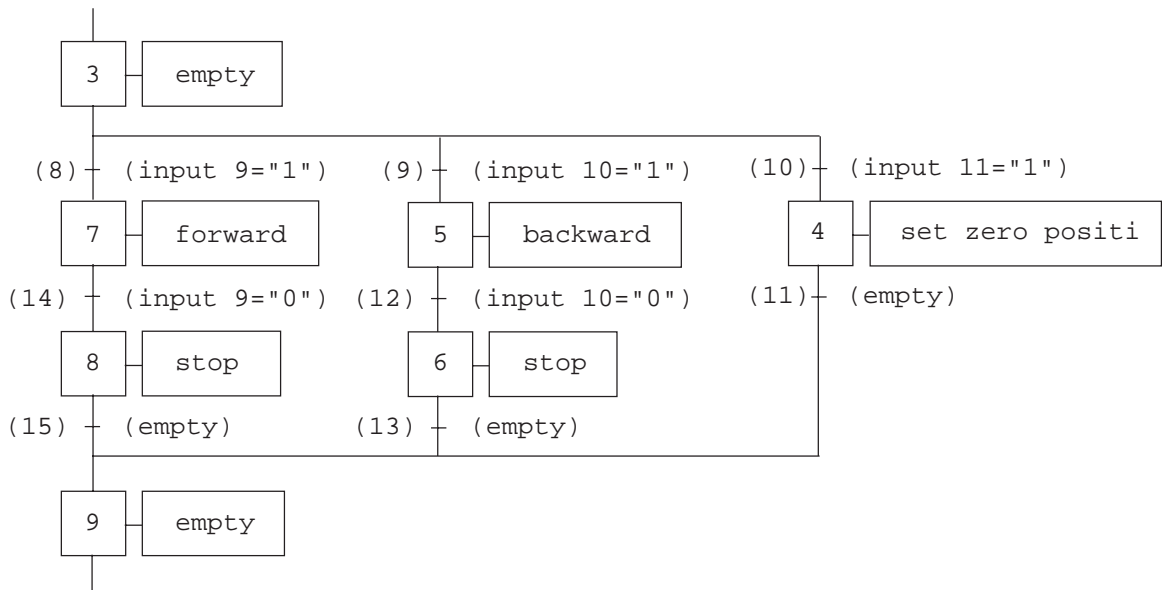 3 empty
(8) (input 9="1") (9) (input 10="1") (10) (input 11="1")
7 forward 5 backward 4 set zero positi
(14) (input 9="0") (12) (input 10="0") (11) (empty)
8 stop 6 stop
(15) (empty) (13) (empty)
9 empty